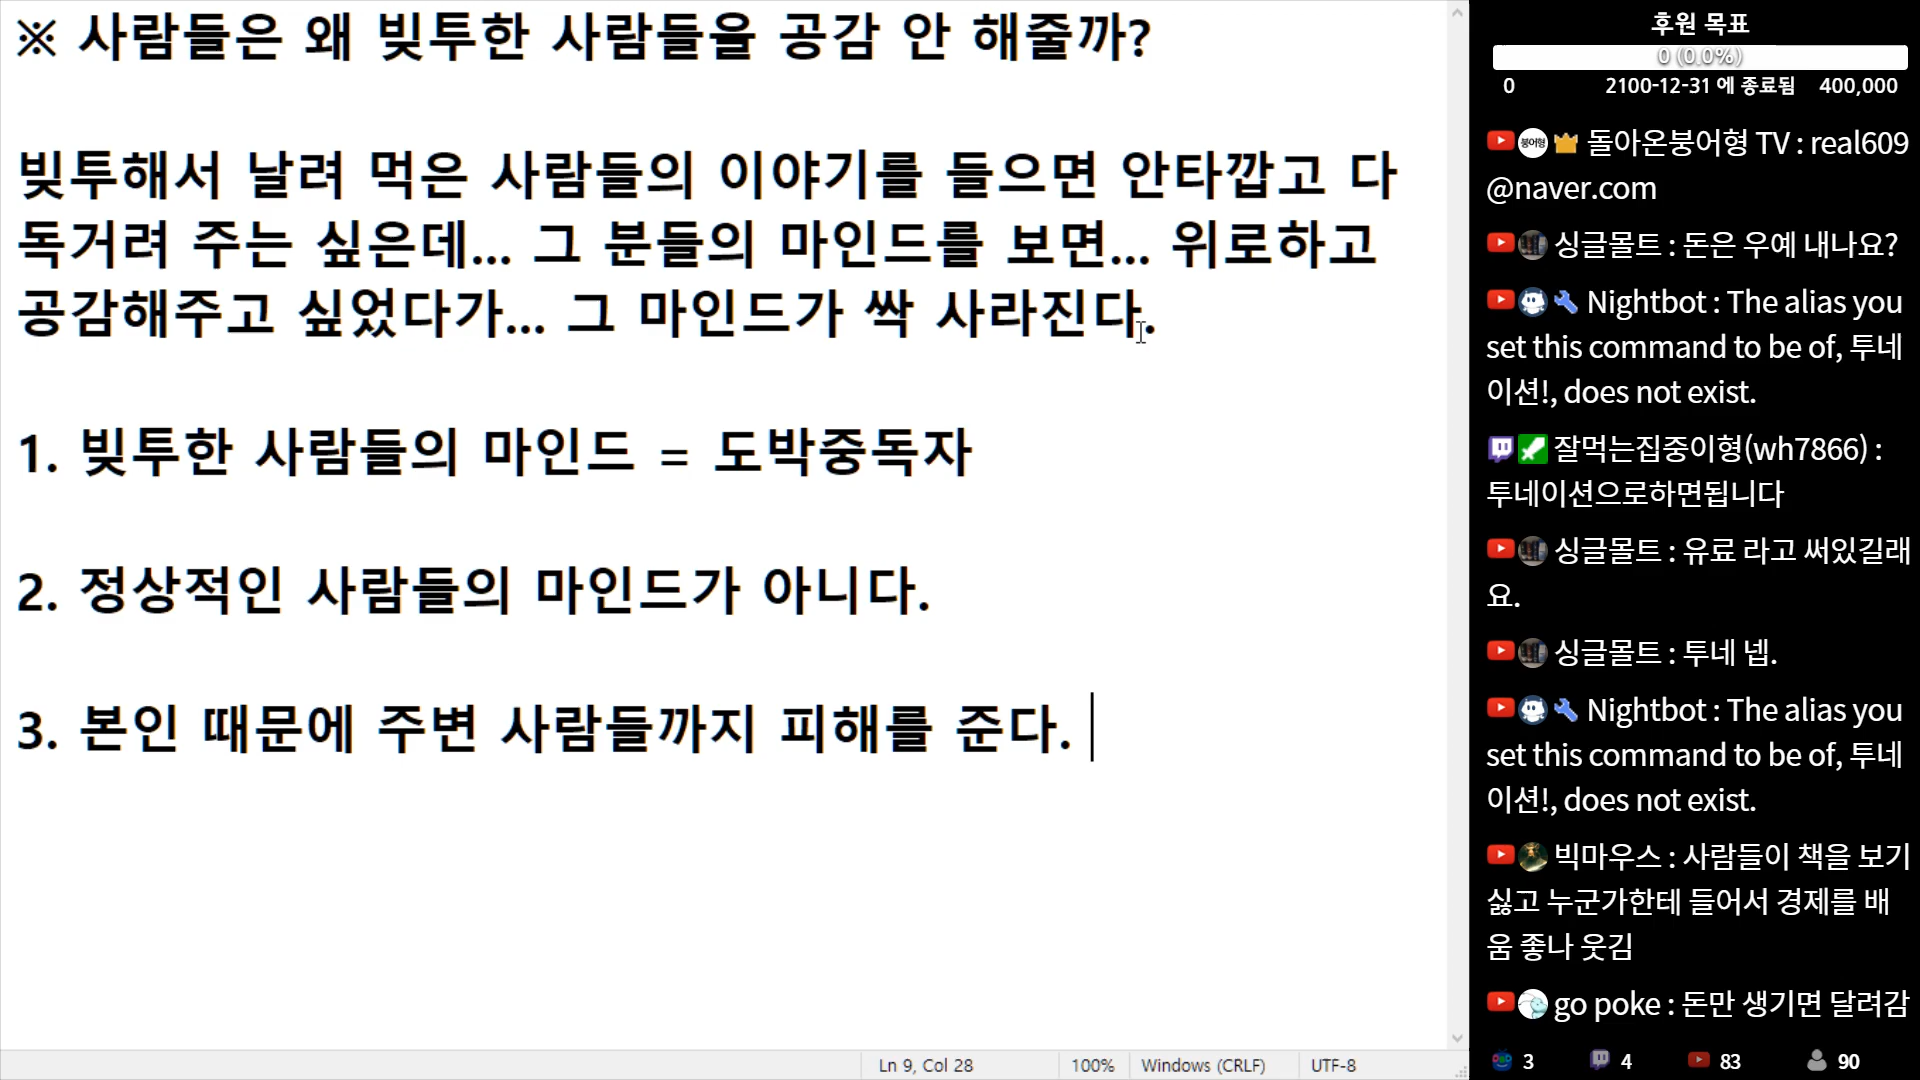 ※ 사람들은 왜 빚투한 사람들을 공감 안 해줄까?
빚투해서 날려 먹은 사람들의 이야기를 들으면 안타깝고 다
독거려 주는 싶은데... 그 분들의 마인드를 보면... 위로하고
공감해주고 싶었다가... 그 마인드가 싹 사라진다.
1. 빚투한 사람들의 마인드 = 도박중독자
2. 정상적인 사람들의 마인드가 아니다.
3. 본인 때문에 주변 사람들까지 피해를 준다.
Ln 9, Col 28
100%
Windows (CRLF)
UTF-8
후원 목표
0 (0.0%)
0 2100-12-31 에 종료됨 400,000
붕어형 돌아온붕어형 TV : real609
@naver.com
싱글몰트 : 돈은 우예 내나요?
Nightbot : The alias you
set this command to be of, 투네
이션!, does not exist.
잘먹는집중이형(wh7866) :
투네이션으로하면됩니다
싱글몰트 : 유료 라고 써있길래
요.
싱글몰트 : 투네 넵.
Nightbot : The alias you
set this command to be of, 투네
이션!, does not exist.
빅마우스 : 사람들이 책을 보기
싫고 누군가한테 들어서 경제를 배
움 좋나 웃김
go poke : 돈만 생기면 달려감
3 4 83 90